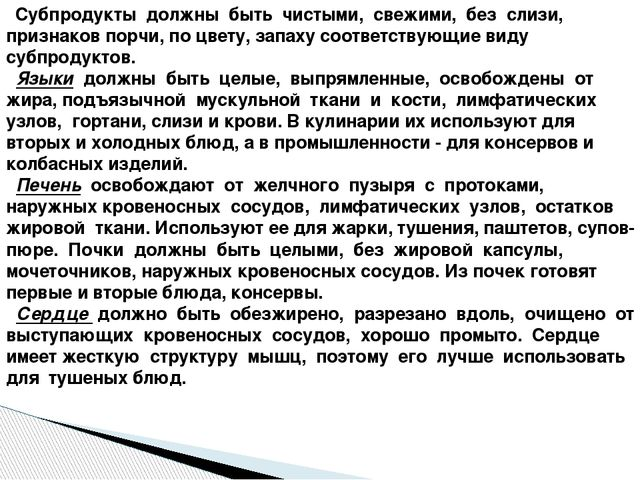 Субпродукты должны быть чистыми, свежими, без слизи,
признаков порчи, по цвету, запаху соответствующие виду
субпродуктов.
Языки должны быть целые, выпрямленные, освобождены от
жира, подъязычной мускульной ткани и кости, лимфатических
узлов, гортани, слизи и крови. В кулинарии их используют для
вторых и холодных блюд, а в промышленности - для консервов и
колбасных изделий.
Печень освобождают от желчного пузыря с протоками,
наружных кровеносных сосудов, лимфатических узлов, остатков
жировой ткани. Используют ее для жарки, тушения, паштетов, супов-
пюре. Почки должны быть целыми, без жировой капсулы,
мочеточников, наружных кровеносных сосудов. Из почек готовят
первые и вторые блюда, консервы.
Сердце должно быть обезжирено, разрезано вдоль, очищено от
выступающих кровеносных сосудов, хорошо промыто. Сердце
имеет жесткую структуру мышц, поэтому его лучше использовать
для тушеных блюд.